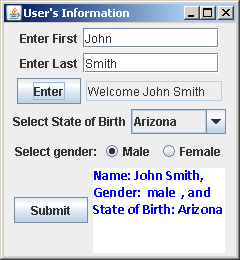 User's Information
Enter First John
Enter Last Smith
Enter Welcome John Smith
Select State of Birth Arizona
Select gender: Male Female
Name: John Smith,
Gender: male , and
State of Birth: Arizona
Submit